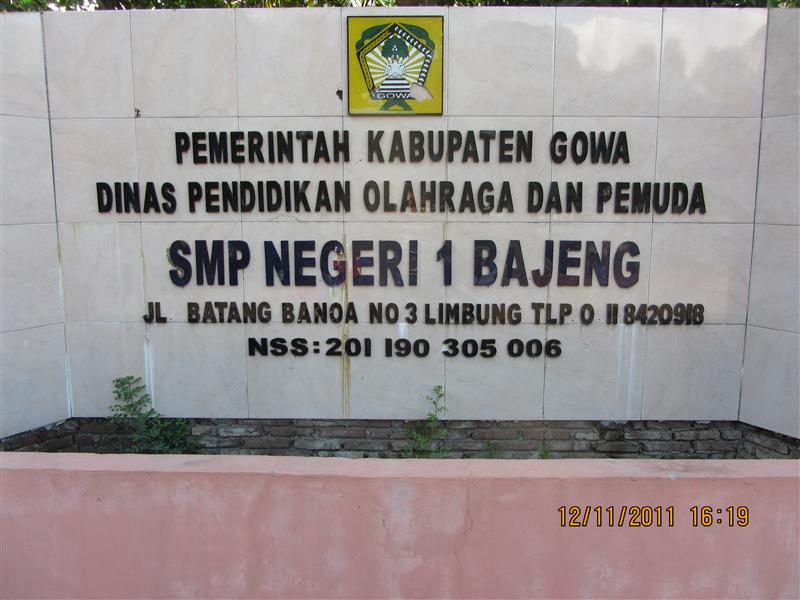 GOWA
PEMERINTAH KABUPATEN GOWA
DINAS PENDIDIKAN OLAHRAGA DAN PEMUDA
SMP NEGERI 1 BAJENG
JL BATANG BANOA NO 3 LIMBUNG TLP 0 11 8420918
NSS: 201 190 305 006
12/11/2011 16:19